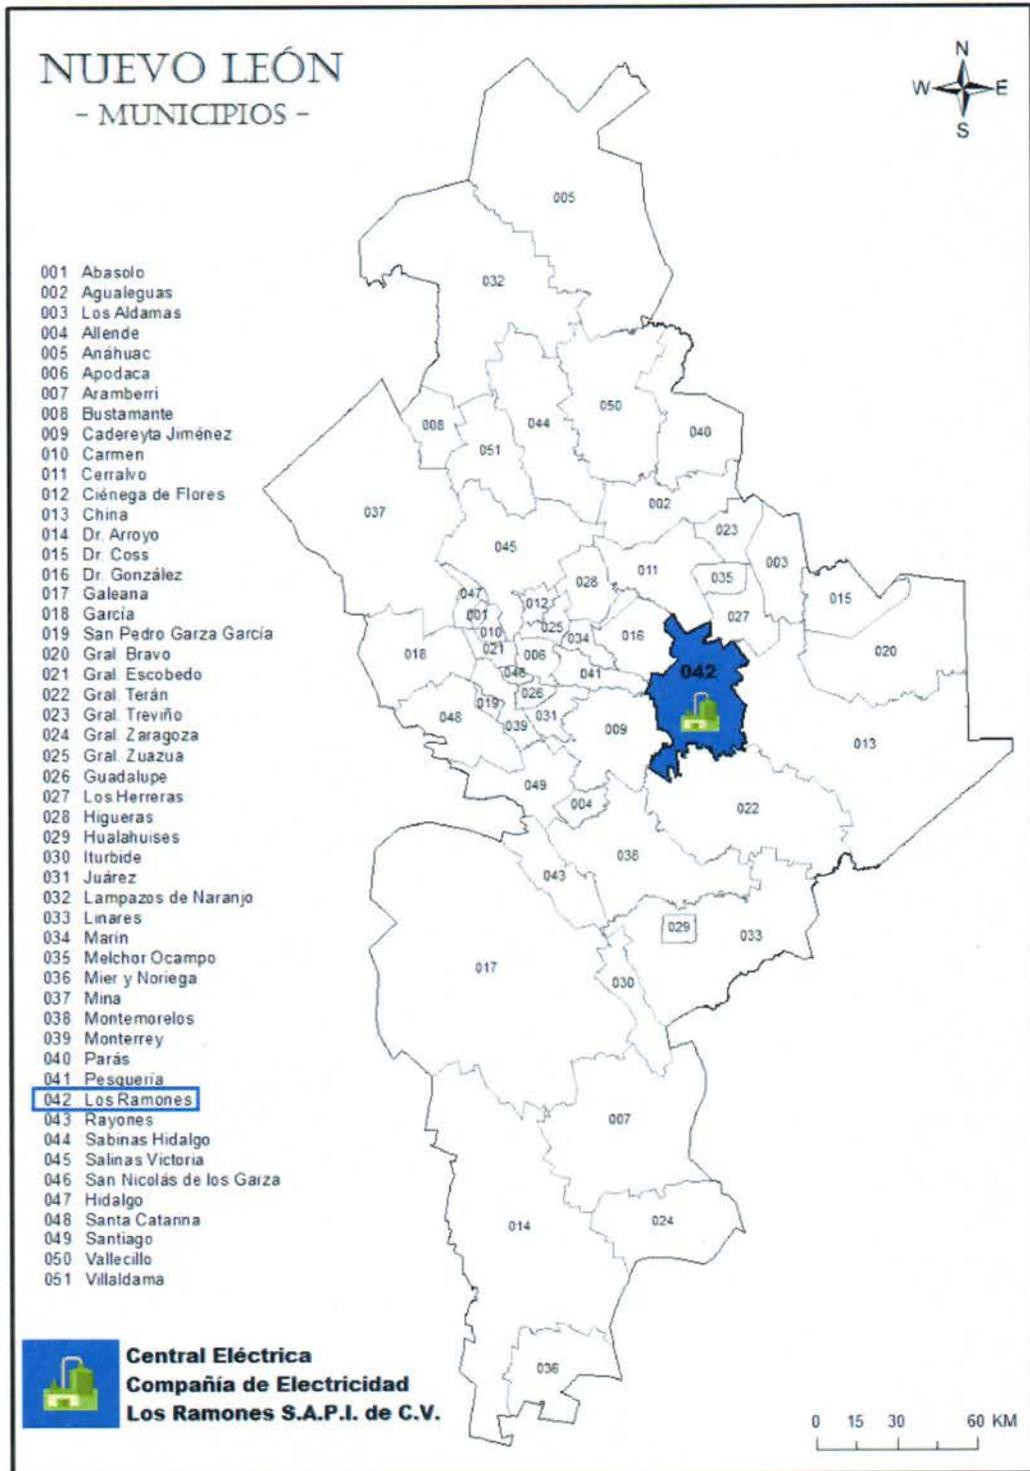 NUEVO LEÓN
- MUNICIPIOS -
N
W E
S
001 Abasolo
002 Agualeguas
003 Los Aldamas
004 Allende
005 Anáhuac
006 Apodaca
007 Aramberri
008 Bustamante
009 Cadereyta Jiménez
010 Carmen
011 Cerralvo
012 Ciénega de Flores
013 China
014 Dr. Arroyo
015 Dr. Coss
016 Dr. González
017 Galeana
018 García
019 San Pedro Garza García
020 Gral. Bravo
021 Gral. Escobedo
022 Gral. Terán
023 Gral. Treviño
024 Gral. Zaragoza
025 Gral. Zuazua
026 Guadalupe
027 Los Herreras
028 Higueras
029 Hualahuises
030 Iturbide
031 Juárez
032 Lampazos de Naranjo
033 Linares
034 Marín
035 Melchor Ocampo
036 Mier y Noriega
037 Mina
038 Montemorelos
039 Monterrey
040 Parás
041 Pesquería
042 Los Ramones
043 Rayones
044 Sabinas Hidalgo
045 Salinas Victoria
046 San Nicolás de los Garza
047 Hidalgo
048 Santa Catarina
049 Santiago
050 Vallecillo
051 Villaldama
005
032
050
008
044
040
051
002
037
023
045
003
011
028
035
047
012
015
001
027
025
010
034
016
021
020
018
006
046
041
042
026
019
048
031
039
009
013
049
004
022
038
043
029
033
017
030
007
014
024
036
Central Eléctrica
Compañía de Electricidad
Los Ramones S.A.P.I. de C.V.
0 15 30 60 KM